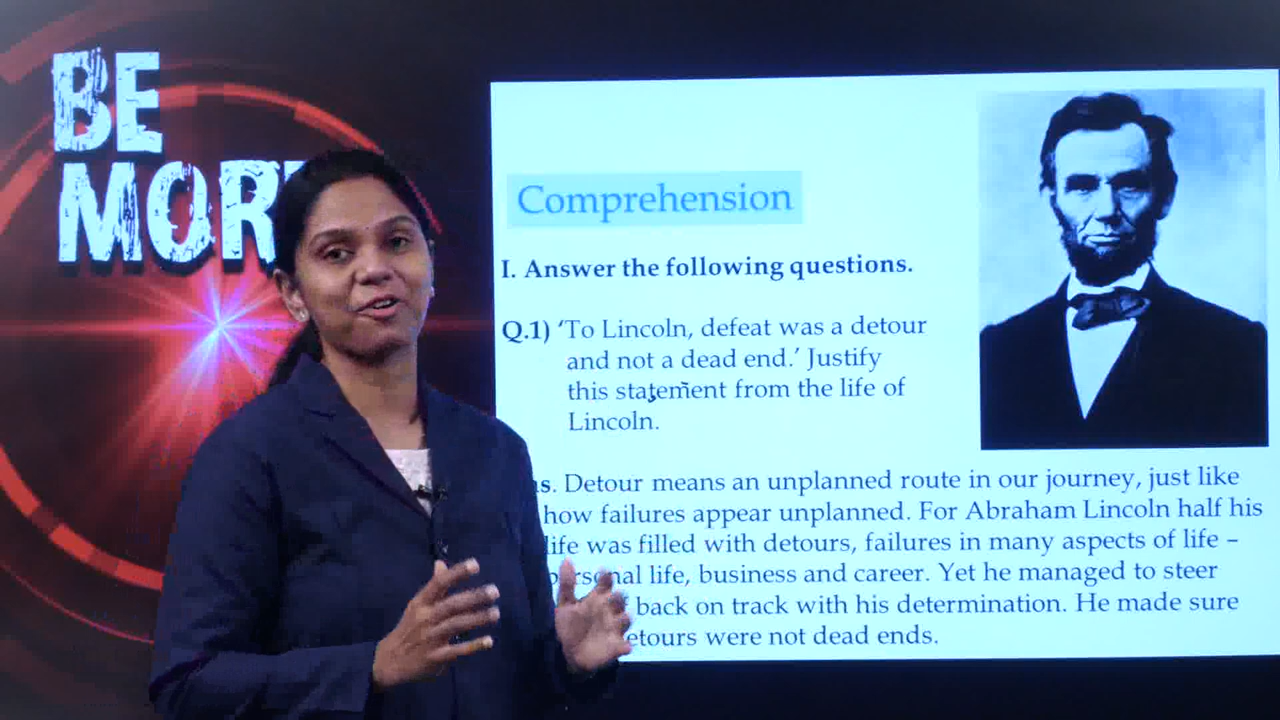 BE
MOR
Comprehension
I. Answer the following questions.
Q.1) ‘To Lincoln, defeat was a detour
and not a dead end.’ Justify
this statement from the life of
Lincoln.
Detour means an unplanned route in our journey, just like
how failures appear unplanned. For Abraham Lincoln half his
life was filled with detours, failures in many aspects of life –
life, business and career. Yet he managed to steer
back on track with his determination. He made sure
were not dead ends.